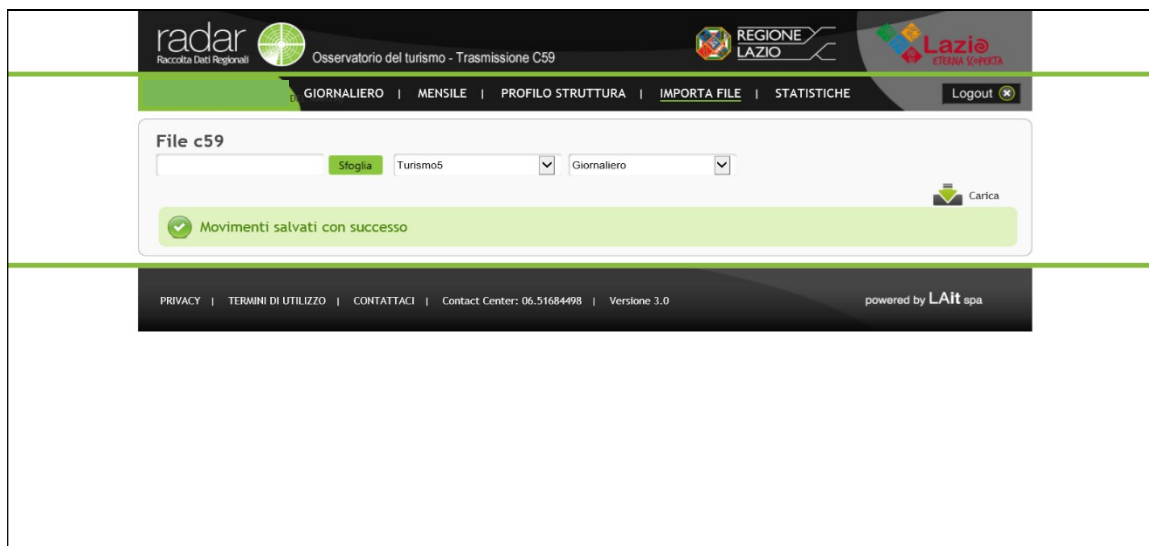 radar
Raccolta Dati Regionali
Osservatorio del turismo - Trasmissione C59
REGIONE
LAZIO
Lazio
ETERNA SCOPERTA
GIORNALIERO | MENSILE | PROFILO STRUTTURA | IMPORTA FILE | STATISTICHE
Logout
File c59
Sfoglia
Turismo5
Giornaliero
Carica
Movimenti salvati con successo
PRIVACY | TERMINI DI UTILIZZO | CONTATTACI | Contact Center: 06.51684498 | Versione 3.0
powered by LAit spa